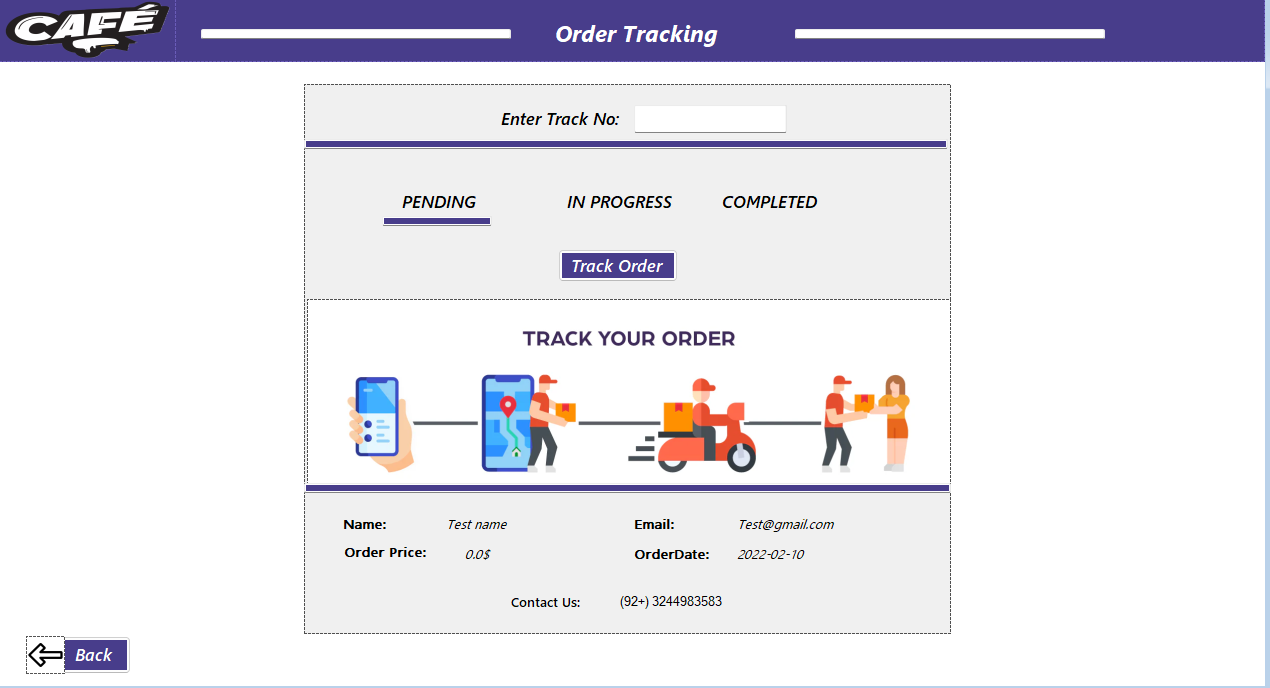 CAFÉ
Order Tracking
Enter Track No:
PENDING IN PROGRESS COMPLETED
Track Order
TRACK YOUR ORDER
Name: Test name Email: Test@gmail.com
Order Price: 0.0$ OrderDate: 2022-02-10
Contact Us: (92+) 3244983583
Back